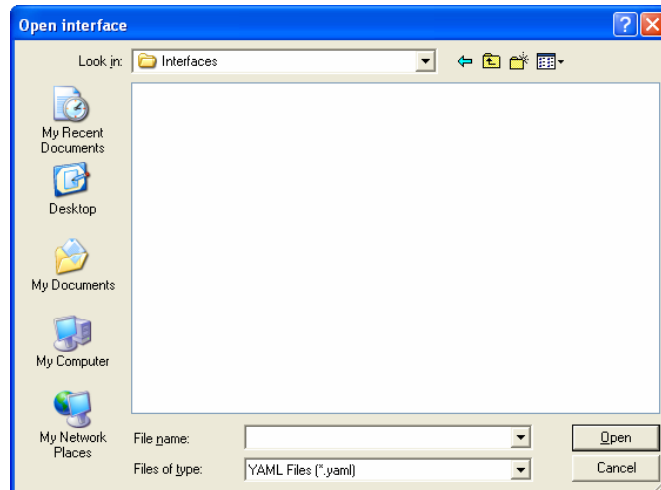 Open interface
Look in:
Interfaces
My Recent
Documents
Desktop
My Documents
My Computer
My Network
Places
File name:
Open
Files of type:
YAML Files (*.yaml)
Cancel